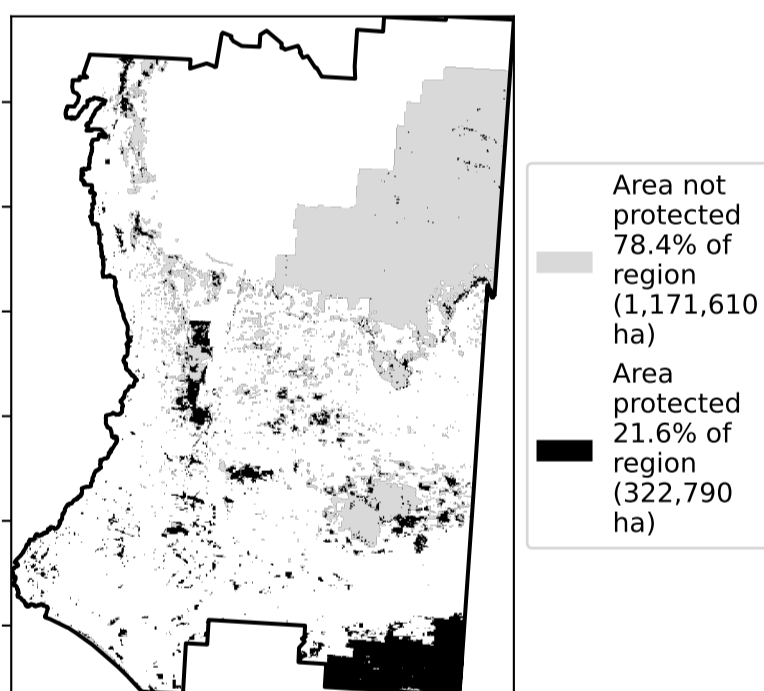 Area not
protected
78.4% of
region
(1,171,610
ha)
Area
protected
21.6% of
region
(322,790
ha)